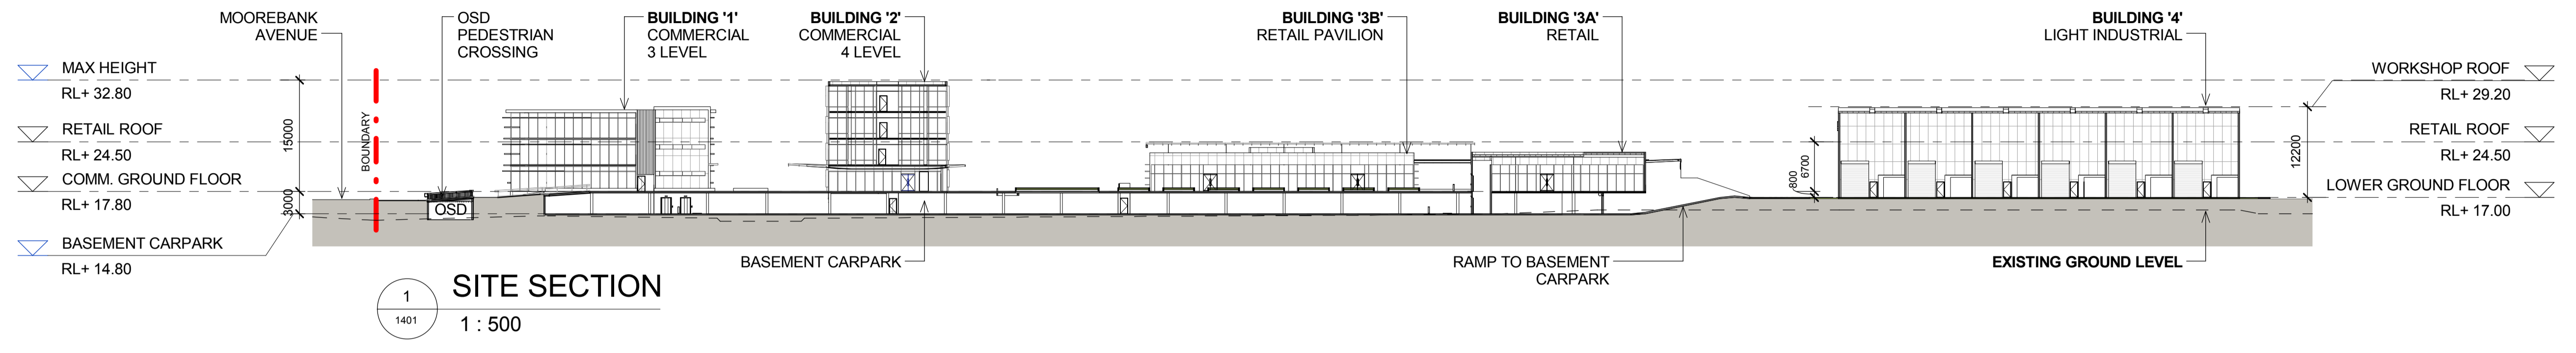 MOOREBANK
AVENUE
OSD
PEDESTRIAN
CROSSING
BUILDING '1'
COMMERCIAL
3 LEVEL
BUILDING '2'
COMMERCIAL
4 LEVEL
BUILDING '3B'
RETAIL PAVILION
BUILDING '3A'
RETAIL
BUILDING '4'
LIGHT INDUSTRIAL
MAX HEIGHT
RL+ 32.80
RETAIL ROOF
RL+ 24.50
COMM. GROUND FLOOR
RL+ 17.80
BASEMENT CARPARK
RL+ 14.80
15000
3000
BOUNDARY
OSD
800
6700
12200
WORKSHOP ROOF
RL+ 29.20
RETAIL ROOF
RL+ 24.50
LOWER GROUND FLOOR
RL+ 17.00
BASEMENT CARPARK
RAMP TO BASEMENT
CARPARK
EXISTING GROUND LEVEL
1
1401
SITE SECTION
1 : 500